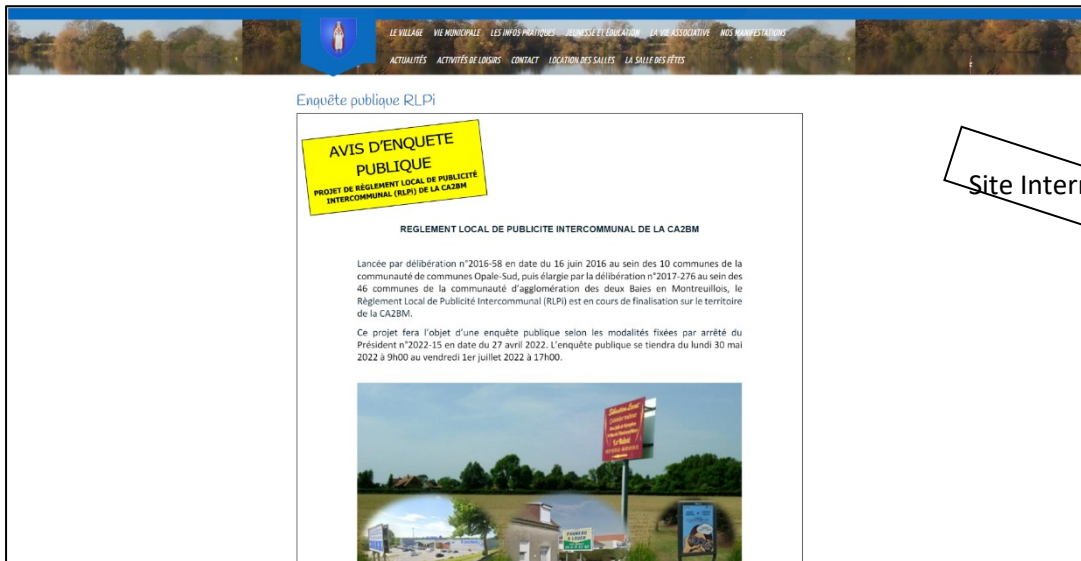 LE VILLAGE VIE MUNICIPALE LES INFOS PRATIQUES JEUNESSE ET ÉDUCATION LA VIE ASSOCIATIVE NOS MANIFESTATIONS
ACTUALITÉS ACTIVITÉS DE LOISIRS CONTACT LOCATION DES SALLES LA SALLE DES FÊTES
Enquête publique RLPi
AVIS D'ENQUETE
PUBLIQUE
PROJET DE RÈGLEMENT LOCAL DE PUBLICITÉ
INTERCOMMUNAL (RLPi) DE LA CA2BM
Site Inter
REGLEMENT LOCAL DE PUBLICITE INTERCOMMUNAL DE LA CA2BM
Lancée par délibération n°2016-58 en date du 16 juin 2016 au sein des 10 communes de la
communauté de communes Opale-Sud, puis élargie par la délibération n°2017-276 au sein des
46 communes de la communauté d'agglomération des deux Baies en Montreuillois, le
Règlement Local de Publicité Intercommunal (RLPi) est en cours de finalisation sur le territoire
de la CA2BM.
Ce projet fera l'objet d'une enquête publique selon les modalités fixées par arrêté du
Président n°2022-15 en date du 27 avril 2022. L'enquête publique se tiendra du lundi 30 mai
2022 à 9h00 au vendredi 1er juillet 2022 à 17h00.